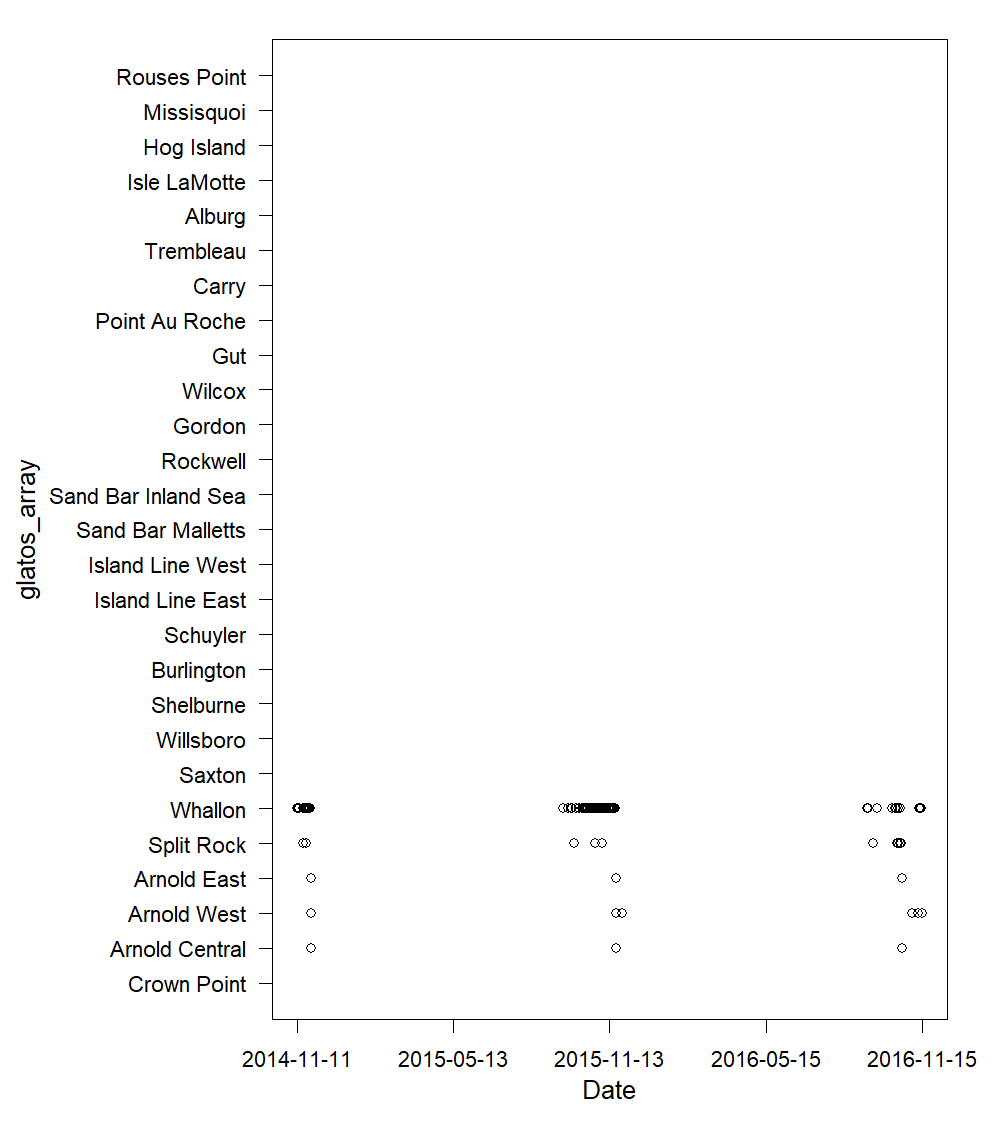 Rouses Point
Missisquoi
Hog Island
Isle LaMotte
Alburg
Trembleau
Carry
Point Au Roche
Gut
Wilcox
Gordon
Rockwell
Sand Bar Inland Sea
Sand Bar Malletts
Island Line West
Island Line East
Schuyler
Burlington
Shelburne
Willsboro
Saxton
Whallon
Split Rock
Arnold East
Arnold West
Arnold Central
Crown Point
glatos_array
2014-11-11 2015-05-13 2015-11-13 2016-05-15 2016-11-15
Date